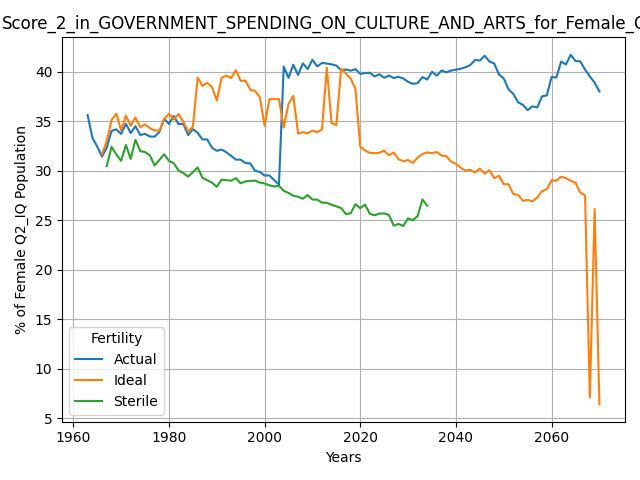 Score_2_in_GOVERNMENT_SPENDING_ON_CULTURE_AND_ARTS_for_Female_
% of Female Q2_IQ Population
40
35
30
25
20
15
10
5
Fertility
Actual
Ideal
Sterile
1960
1980
2000
2020
2040
2060
Years